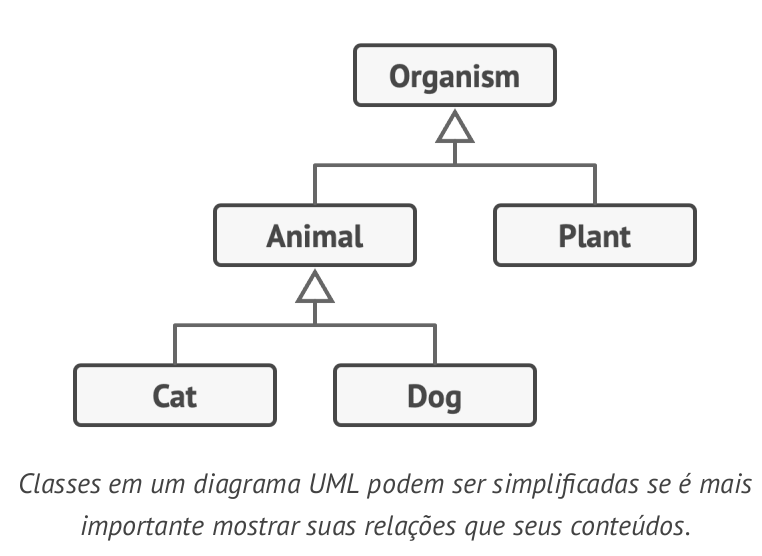 Organism
Animal
Plant
Cat
Dog
Classes em um diagrama UML podem ser simplificadas se é mais
importante mostrar suas relações que seus conteúdos.